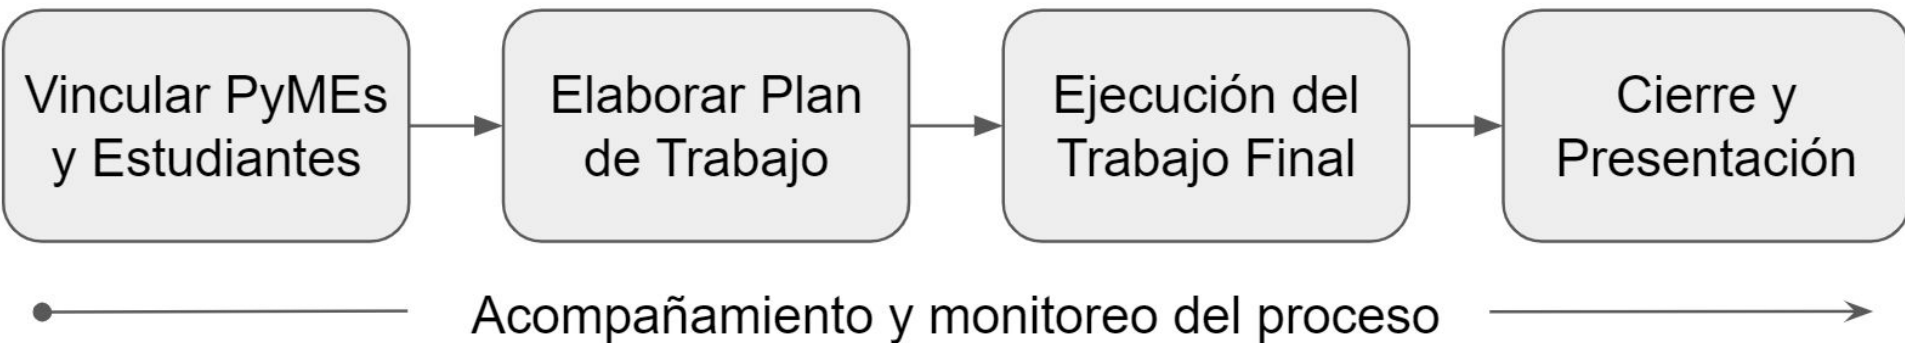 Vincular PyMEs
y Estudiantes
Elaborar Plan
de Trabajo
Ejecución del
Trabajo Final
Cierre y
Presentación
Acompañamiento y monitoreo del proceso